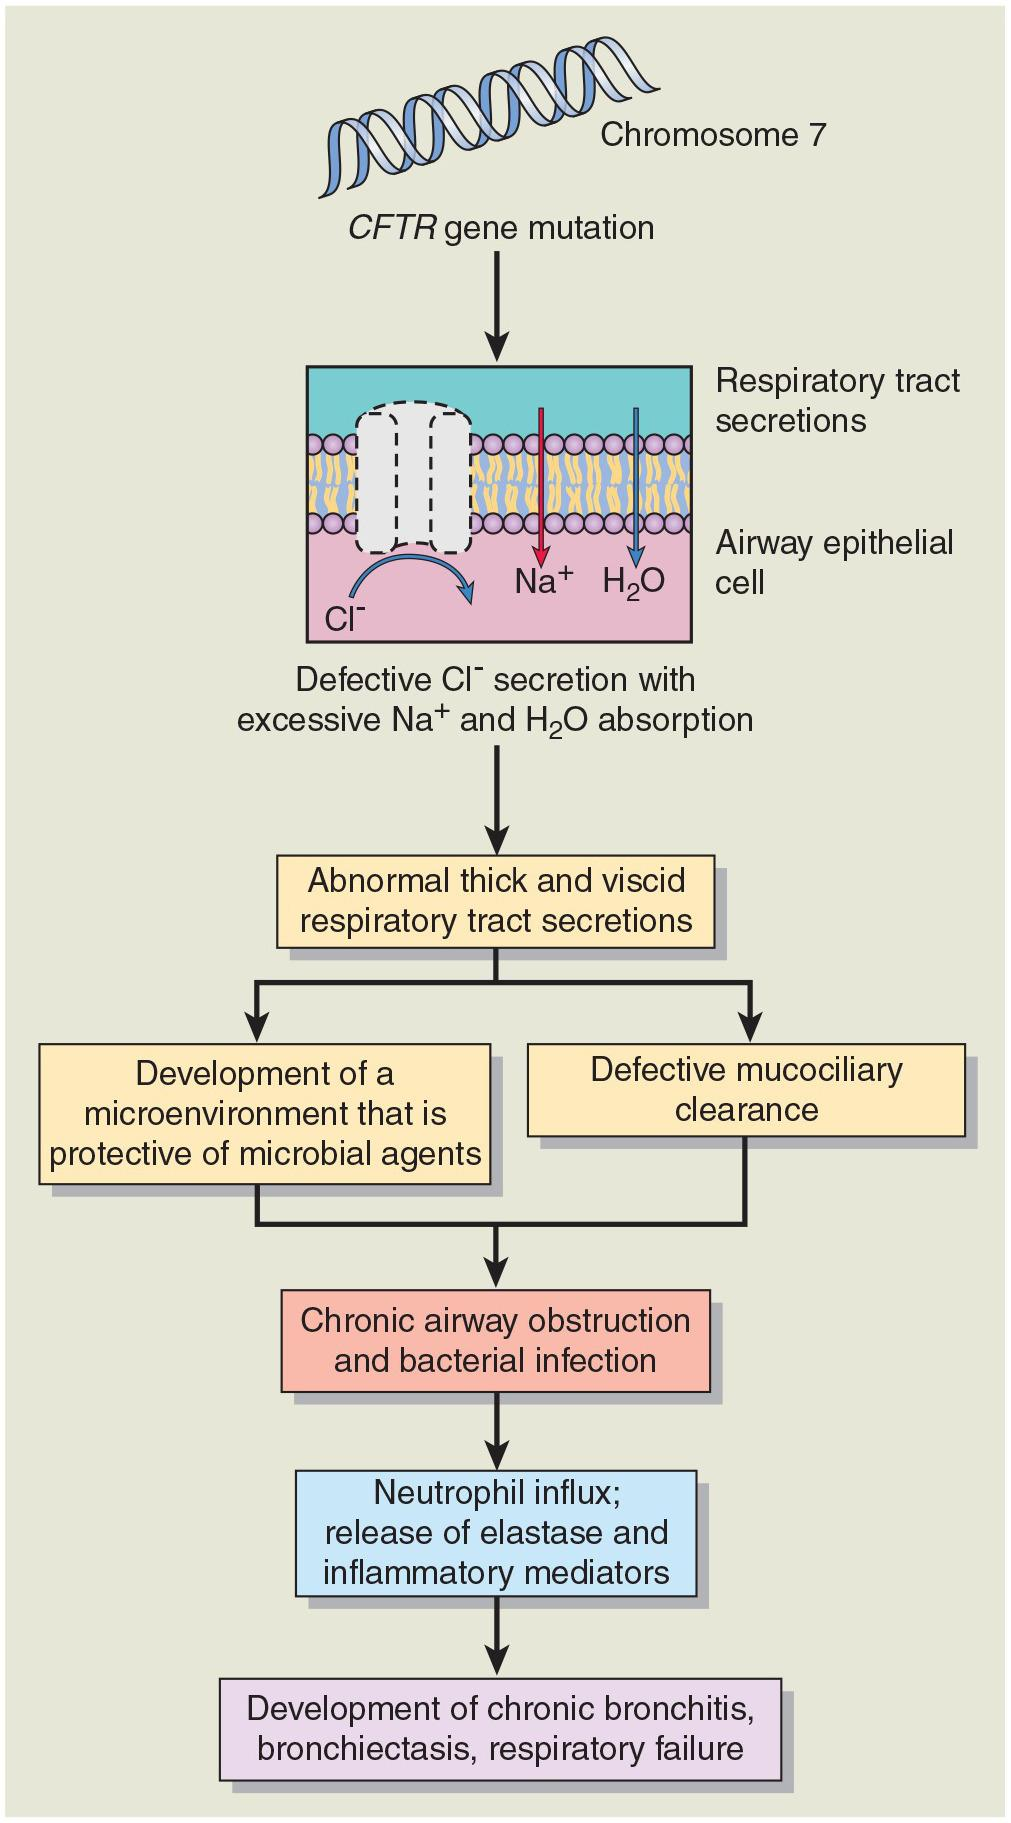 Chromosome 7
CFTR gene mutation
Respiratory tract
secretions
Airway epithelial
cell
Na⁺
H₂O
Cl⁻
Defective Cl⁻ secretion with
excessive Na⁺ and H₂O absorption
Abnormal thick and viscid
respiratory tract secretions
Development of a
microenvironment that is
protective of microbial agents
Defective mucociliary
clearance
Chronic airway obstruction
and bacterial infection
Neutrophil influx;
release of elastase and
inflammatory mediators
Development of chronic bronchitis,
bronchiectasis, respiratory failure